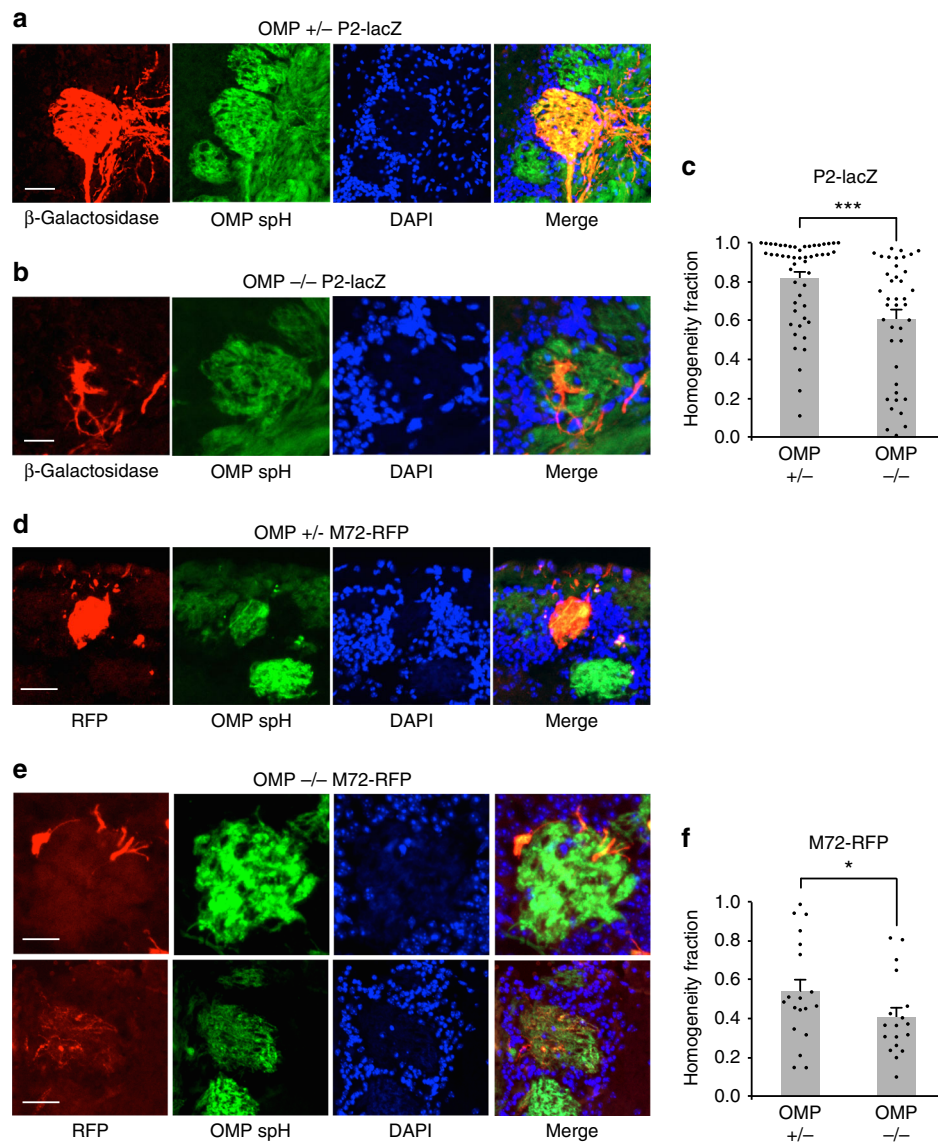 a
OMP +/– P2-lacZ
β-Galactosidase OMP spH DAPI Merge
b
OMP –/– P2-lacZ
β-Galactosidase OMP spH DAPI Merge
c
P2-lacZ
***
Homogeneity fraction
1.0
0.8
0.6
0.4
0.2
0.0
OMP OMP
+/– –/–
d
OMP +/- M72-RFP
RFP OMP spH DAPI Merge
e
OMP –/– M72-RFP
RFP OMP spH DAPI Merge
f
M72-RFP
*
Homogeneity fraction
1.0
0.8
0.6
0.4
0.2
0.0
OMP OMP
+/– –/–